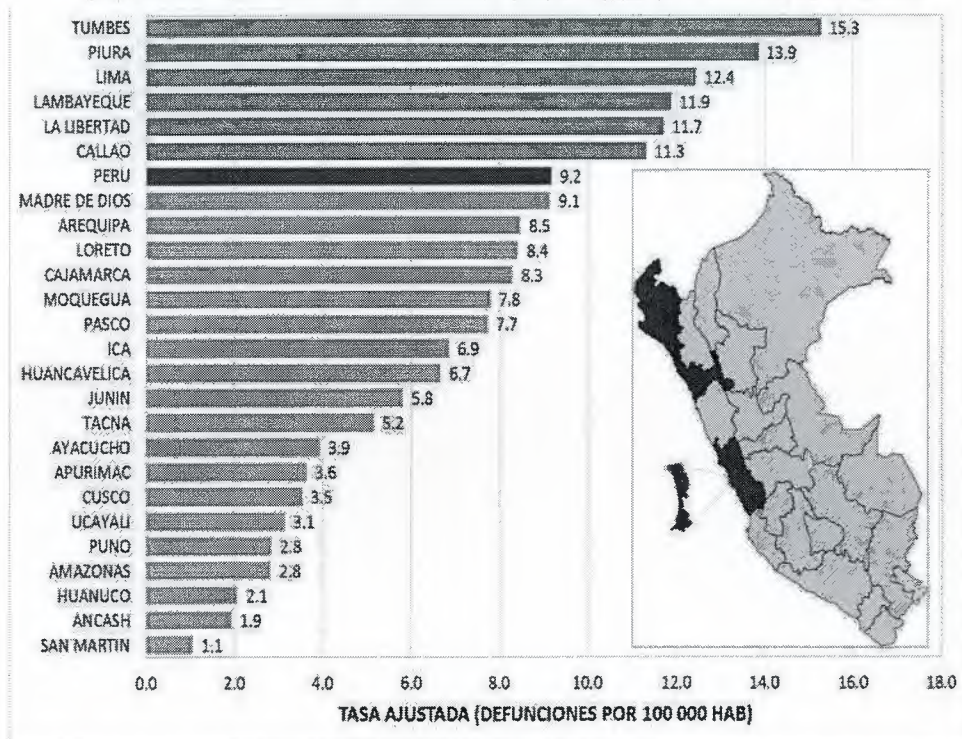 TUMBES 15.3
PIURA 13.9
LIMA 12.4
LAMBAYEQUE 11.9
LA LIBERTAD 11.7
CALLAO 11.3
PERU 9.2
MADRE DE DIOS 9.1
AREQUIPA 8.5
LORETO 8.4
CAJAMARCA 8.3
MOQUEGUA 7.8
PASCO 7.7
ICA 6.9
HUANCAVELICA 6.7
JUNIN 5.8
TACNA 5.2
AYACUCHO 3.9
APURIMAC 3.6
CUSCO 3.5
UCAYALI 3.1
PUNO 2.8
AMAZONAS 2.8
HUANUCO 2.1
ANCASH 1.9
SAN MARTIN 1.1
0.0 2.0 4.0 6.0 8.0 10.0 12.0 14.0 16.0 18.0
TASA AJUSTADA (DEFUNCIONES POR 100 000 HAB)